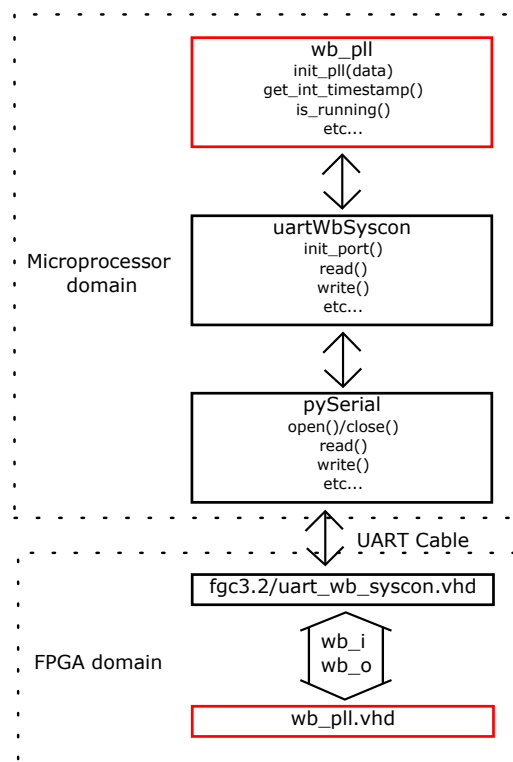 wb_pll
init_pll(data)
get_int_timestamp()
is_running()
etc...
uartWbSyscon
init_port()
read()
write()
etc...
Microprocessor
domain
pySerial
open()/close()
read()
write()
etc...
UART Cable
fgc3.2/uart_wb_syscon.vhd
wb_i
wb_o
FPGA domain
wb_pll.vhd